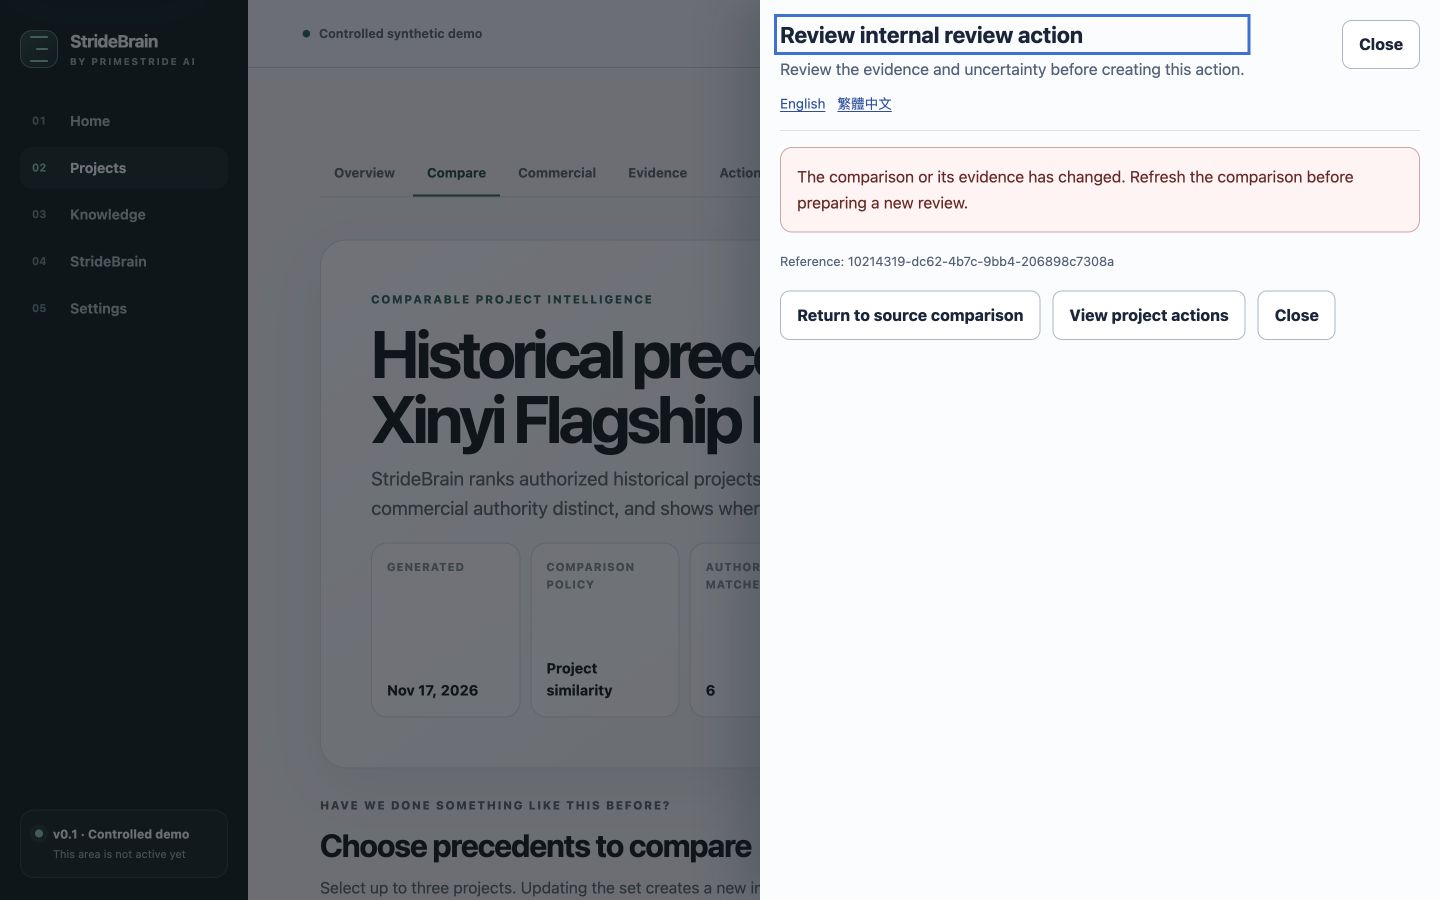 StrideBrain
BY PRIMESTRIDE AI
01 Home
02 Projects
03 Knowledge
04 StrideBrain
05 Settings
v0.1 · Controlled demo
This area is not active yet
Controlled synthetic demo
Overview Compare Commercial Evidence Action
COMPARABLE PROJECT INTELLIGENCE
Historical prec
Xinyi Flagship
StrideBrain ranks authorized historical projects
commercial authority distinct, and shows wher
GENERATED
Nov 17, 2026
COMPARISON
POLICY
Project
similarity
AUTHOR
MATCHE
6
HAVE WE DONE SOMETHING LIKE THIS BEFORE?
Choose precedents to compare
Select up to three projects. Updating the set creates a new i
Review internal review action
Close
Review the evidence and uncertainty before creating this action.
English 繁體中文
The comparison or its evidence has changed. Refresh the comparison before
preparing a new review.
Reference: 10214319-dc62-4b7c-9bb4-206898c7308a
Return to source comparison View project actions Close